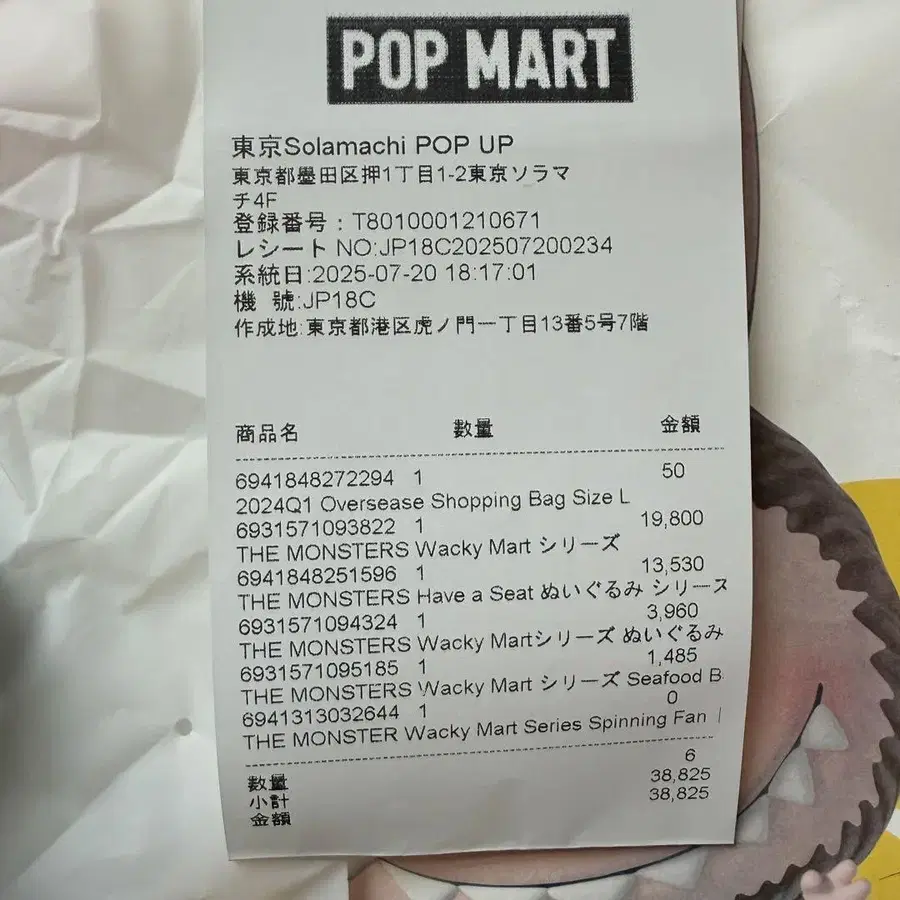 POP MART
東京Solamachi POP UP
東京都墨田区押1丁目1-2東京ソラマ
チ4F
登録番号：T8010001210671
レシート NO:JP18C202507200234
系統日:2025-07-20 18:17:01
機 號:JP18C
作成地:東京都港区虎ノ門一丁目13番5号7階
商品名 数量 金額
6941848272294 1 50
2024Q1 Oversease Shopping Bag Size L
6931571093822 1 19,800
THE MONSTERS Wacky Mart シリーズ
6941848251596 1 13,530
THE MONSTERS Have a Seat ぬいぐるみ シリース
6931571094324 1 3,960
THE MONSTERS Wacky Martシリーズ ぬいぐるみ
6931571095185 1 1,485
THE MONSTERS Wacky Mart シリーズ Seafood B
6941313032644 1 0
THE MONSTER Wacky Mart Series Spinning Fan
数量 6
小計 38,825
金額 38,825